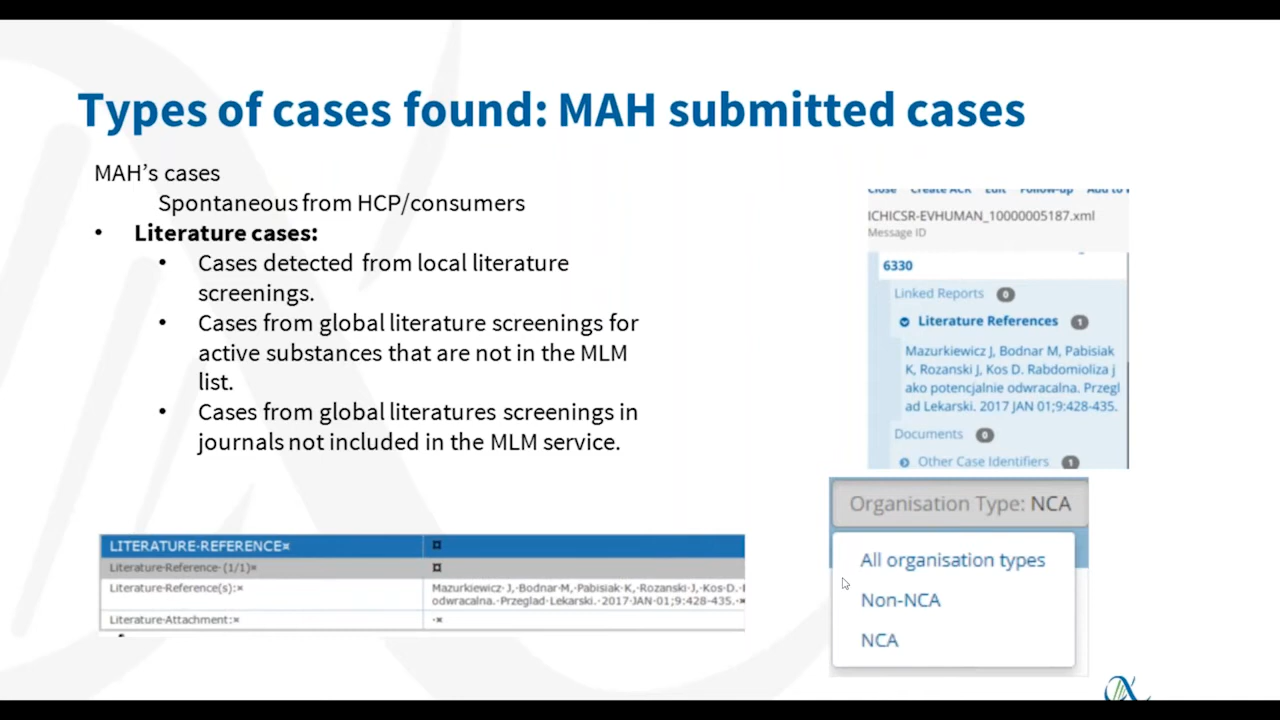 Types of cases found: MAH submitted cases
MAH's cases
Spontaneous from HCP/consumers
• Literature cases:
• Cases detected from local literature
screenings.
• Cases from global literature screenings for
active substances that are not in the MLM
list.
• Cases from global literatures screenings in
journals not included in the MLM service.
Close Create ACK Edit Follow-up Add to
ICHICSR-EVHUMAN_10000005187.xml
Message ID
6330
Linked Reports 0
Literature References 1
Mazurkiewicz J, Bodnar M, Pabisiak
K, Rozanski J, Kos D. Rabdomioliza j
ako potencjalnie odwracalna. Przegl
ad Lekarski. 2017 JAN 01;9:428-435.
Documents 0
Other Case Identifiers 1
LITERATURE·REFERENCE¤ ¤
Literature·Reference·(1/1)¤ ¤
Literature·Reference(s):¤ Mazurkiewicz·J,·Bodnar·M,·Pabisiak·K,·Rozanski·J,·Kos·D.·
odwracalna.·Przeglad·Lekarski.·2017·JAN·01;9:428-435.·¤
Literature·Attachment:¤ ·¤
Organisation Type: NCA
All organisation types
Non-NCA
NCA